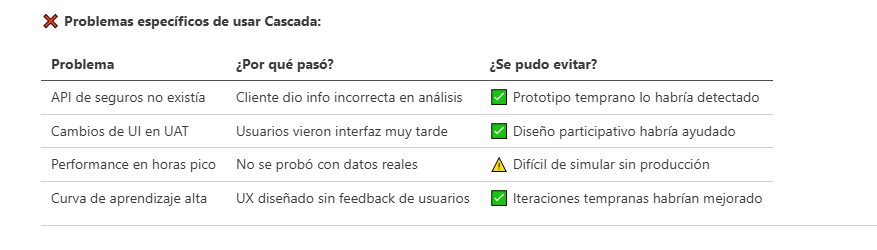 ❌ Problemas específicos de usar Cascada:
Problema ¿Por qué pasó? ¿Se pudo evitar?
API de seguros no existía Cliente dio info incorrecta en análisis ✅ Prototipo temprano lo habría detectado
Cambios de UI en UAT Usuarios vieron interfaz muy tarde ✅ Diseño participativo habría ayudado
Performance en horas pico No se probó con datos reales ⚠️ Difícil de simular sin producción
Curva de aprendizaje alta UX diseñado sin feedback de usuarios ✅ Iteraciones tempranas habrían mejorado